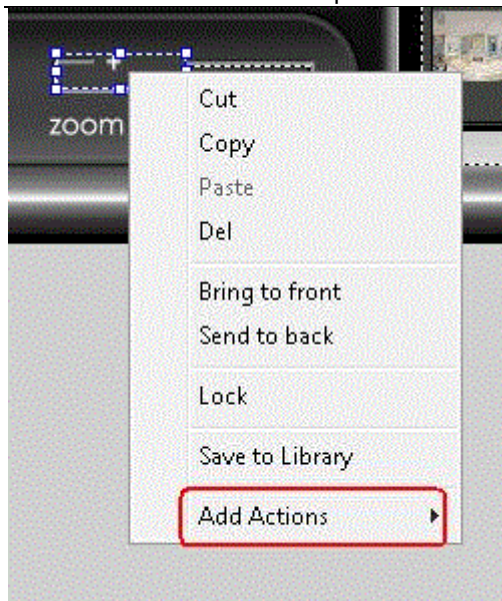 zoom
Cut
Copy
Paste
Del
Bring to front
Send to back
Lock
Save to Library
Add Actions